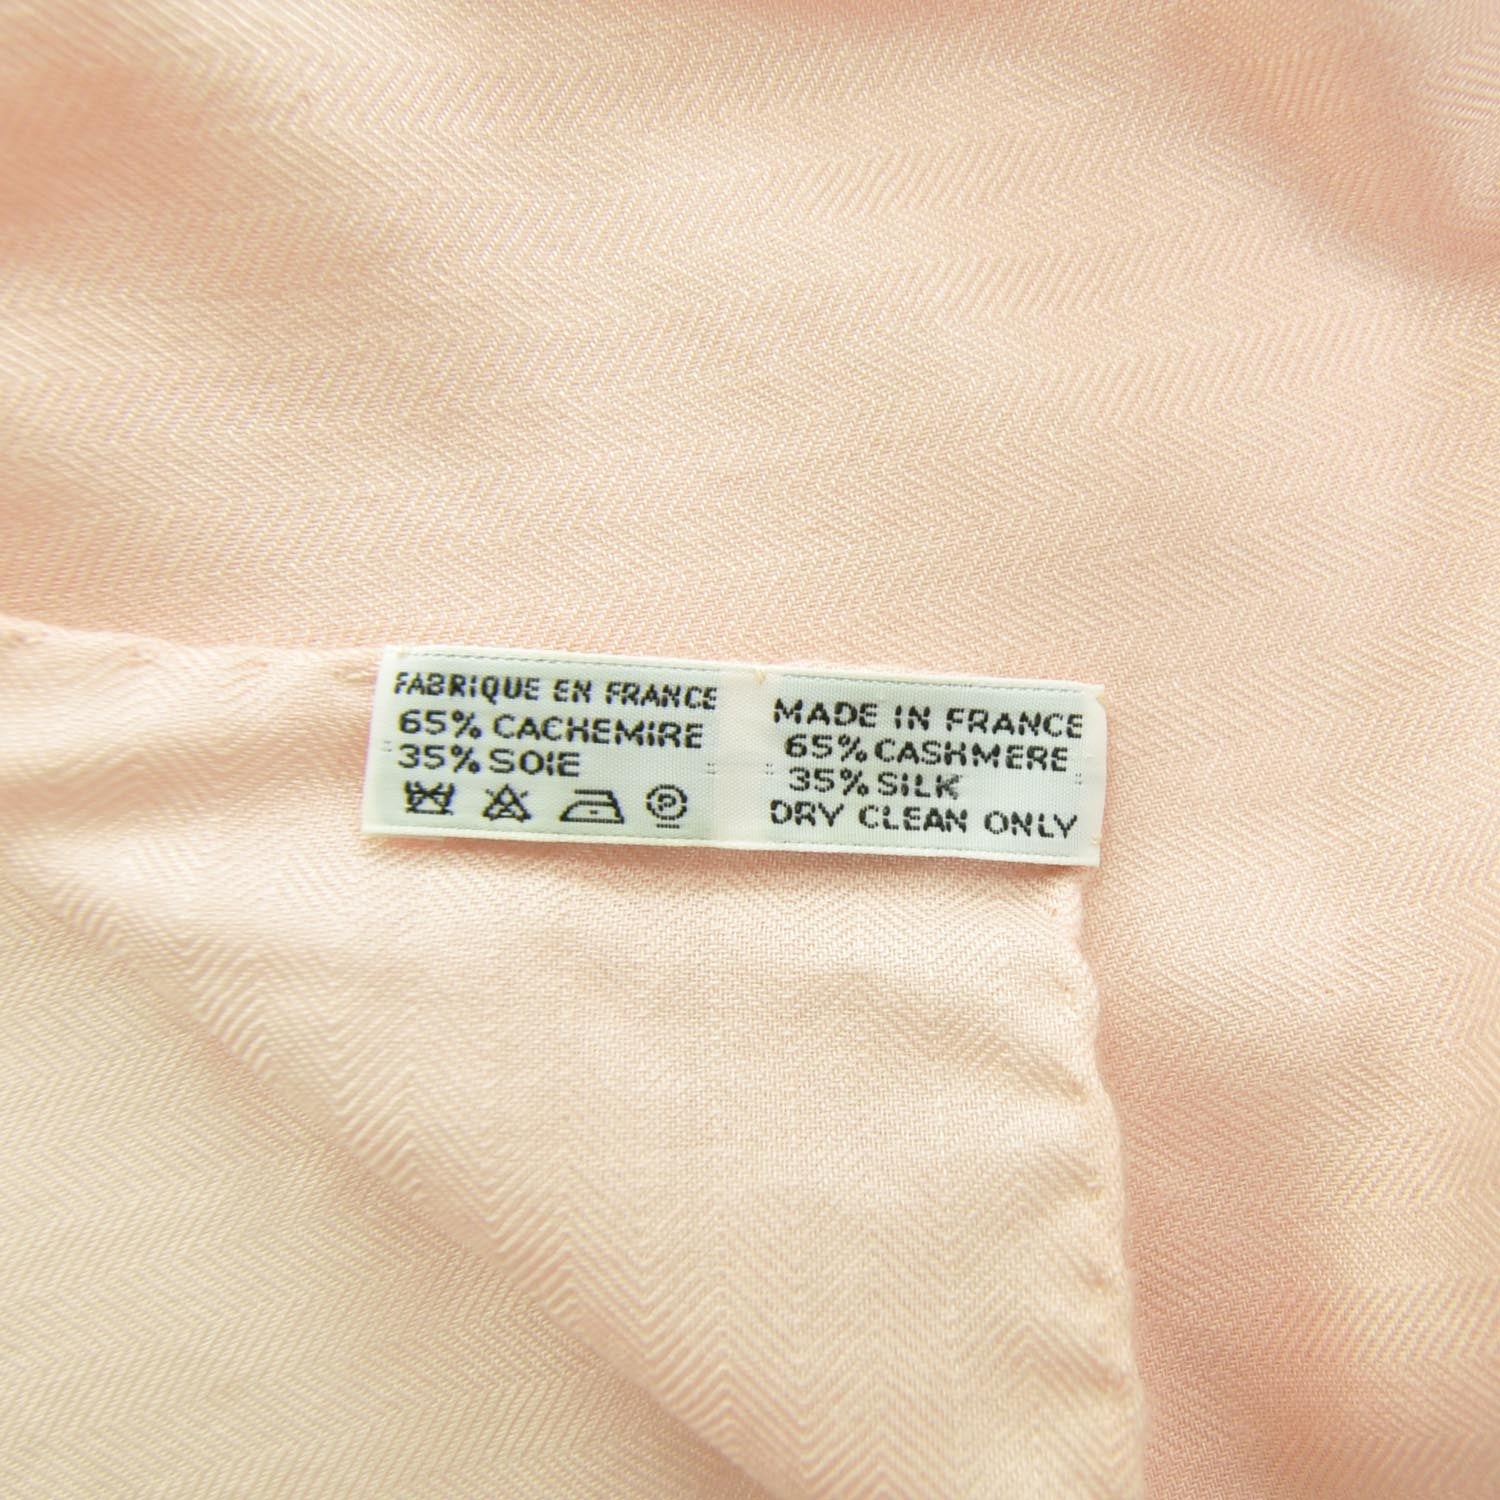 FABRIQUE EN FRANCE
65% CACHEMIRE
35% SOIE
P
MADE IN FRANCE
65% CASHMERE
35% SILK
DRY CLEAN ONLY